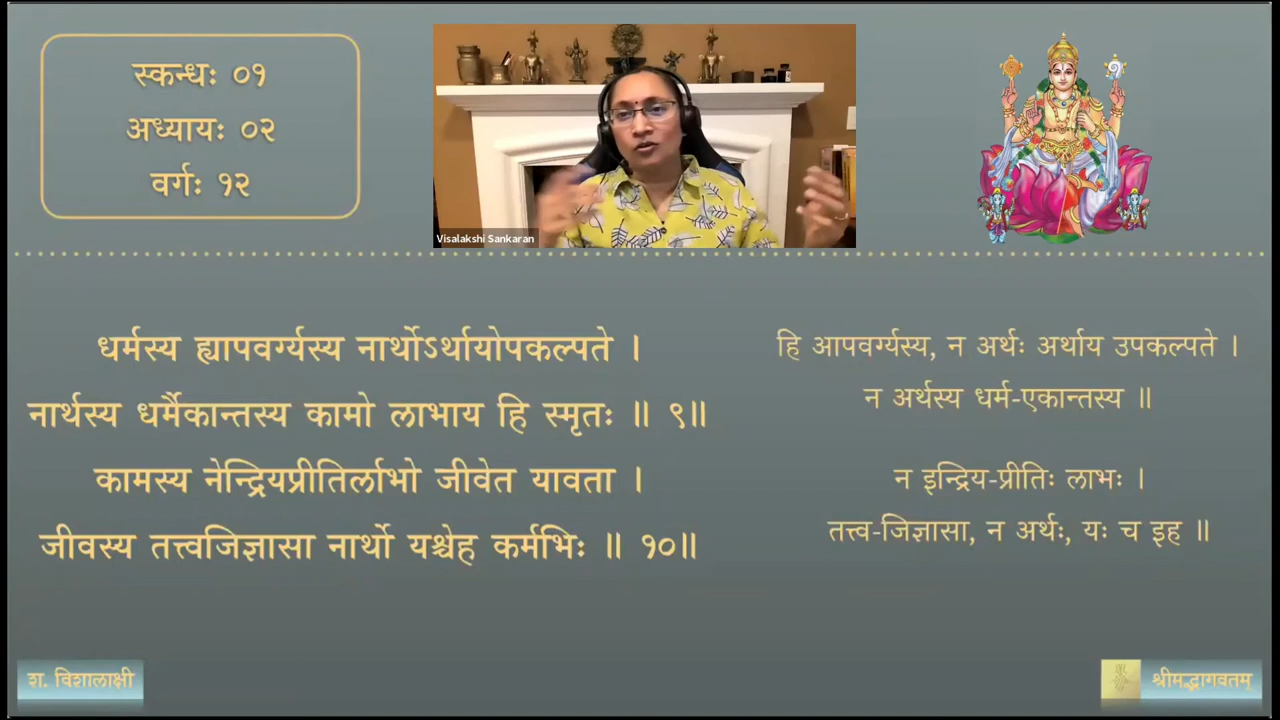 स्कन्धः ०१
अध्यायः ०२
वर्गः १२
Visalakshi Sankaran
धर्मस्य ह्यापवर्ग्यस्य नार्थोऽर्थायोपकल्पते ।
नार्थस्य धर्मैकान्तस्य कामो लाभाय हि स्मृतः ॥ ९॥
कामस्य नेन्द्रियप्रीतिर्लाभो जीवेत यावता ।
जीवस्य तत्त्वजिज्ञासा नार्थो यश्चेह कर्मभिः ॥ १०॥
हि आपवर्ग्यस्य, न अर्थः अर्थाय उपकल्पते ।
न अर्थस्य धर्म-एकान्तस्य ॥
न इन्द्रिय-प्रीतिः लाभः ।
तत्त्व-जिज्ञासा, न अर्थः, यः च इह ॥
श. विशालाक्षी
श्रीमद्भागवतम्